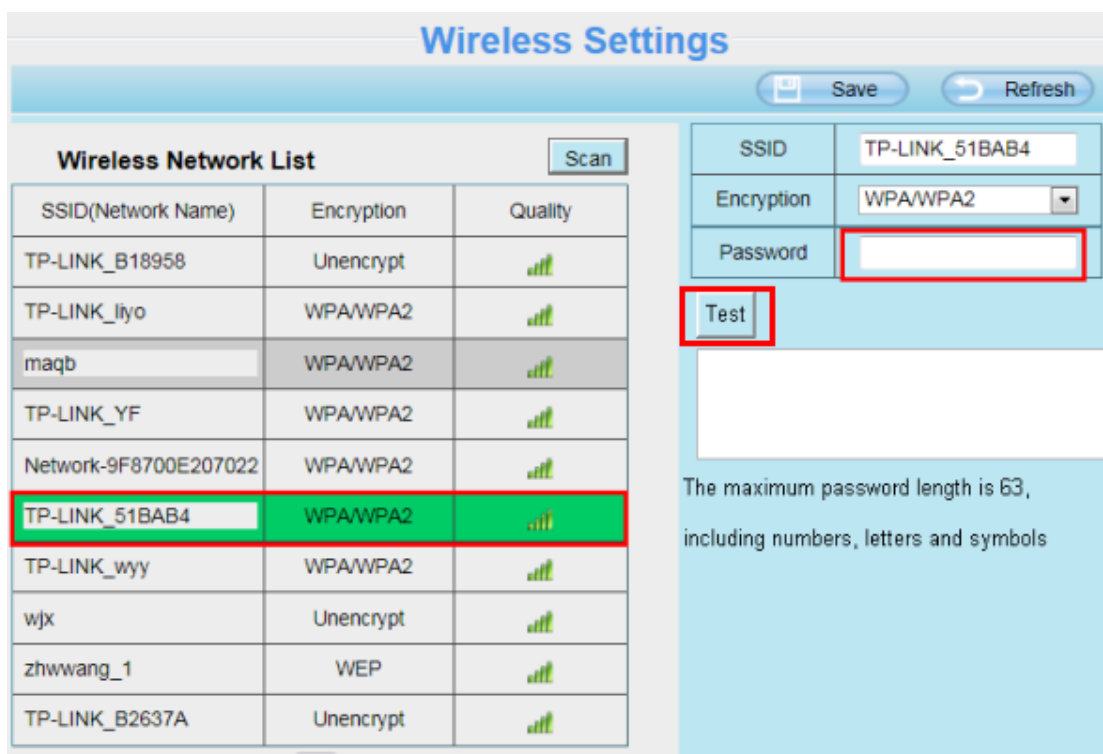 Wireless Settings
Save Refresh
Wireless Network List Scan
SSID(Network Name) Encryption Quality
TP-LINK_B18958 Unencrypt
TP-LINK_liyo WPA/WPA2
maqb WPA/WPA2
TP-LINK_YF WPA/WPA2
Network-9F8700E207022 WPA/WPA2
TP-LINK_51BAB4 WPA/WPA2
TP-LINK_wyy WPA/WPA2
wjx Unencrypt
zhwwang_1 WEP
TP-LINK_B2637A Unencrypt
SSID TP-LINK_51BAB4
Encryption WPA/WPA2
Password
Test
The maximum password length is 63,
including numbers, letters and symbols